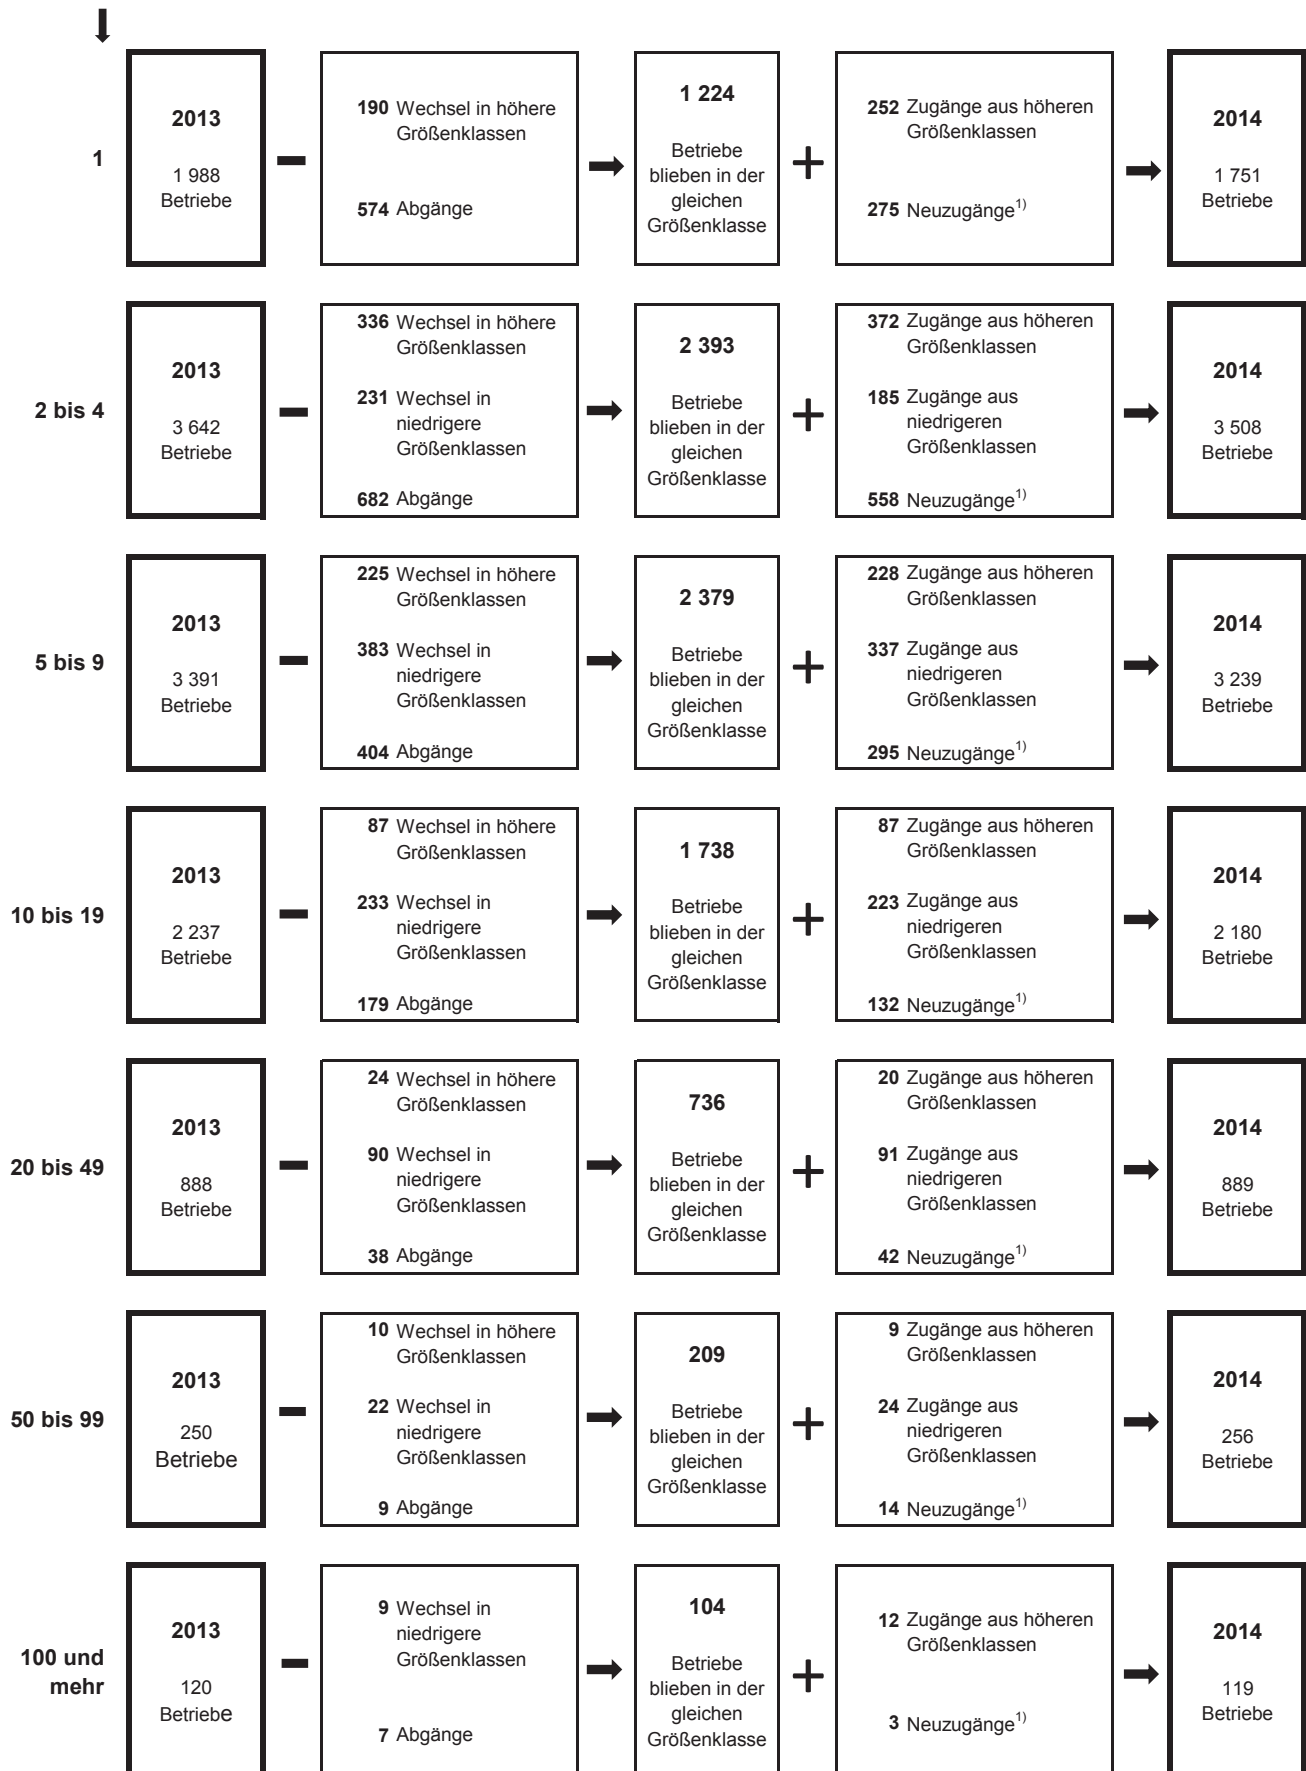 1
2013
1 988
Betriebe
190 Wechsel in höhere
Größenklassen
574 Abgänge
1 224
Betriebe
blieben in der
gleichen
Größenklasse
252 Zugänge aus höheren
Größenklassen
275 Neuzugänge1)
2014
1 751
Betriebe
2 bis 4
2013
3 642
Betriebe
336 Wechsel in höhere
Größenklassen
231 Wechsel in
niedrigere
Größenklassen
682 Abgänge
2 393
Betriebe
blieben in der
gleichen
Größenklasse
372 Zugänge aus höheren
Größenklassen
185 Zugänge aus
niedrigeren
Größenklassen
558 Neuzugänge1)
2014
3 508
Betriebe
5 bis 9
2013
3 391
Betriebe
225 Wechsel in höhere
Größenklassen
383 Wechsel in
niedrigere
Größenklassen
404 Abgänge
2 379
Betriebe
blieben in der
gleichen
Größenklasse
228 Zugänge aus höheren
Größenklassen
337 Zugänge aus
niedrigeren
Größenklassen
295 Neuzugänge1)
2014
3 239
Betriebe
10 bis 19
2013
2 237
Betriebe
87 Wechsel in höhere
Größenklassen
233 Wechsel in
niedrigere
Größenklassen
179 Abgänge
1 738
Betriebe
blieben in der
gleichen
Größenklasse
87 Zugänge aus höheren
Größenklassen
223 Zugänge aus
niedrigeren
Größenklassen
132 Neuzugänge1)
2014
2 180
Betriebe
20 bis 49
2013
888
Betriebe
24 Wechsel in höhere
Größenklassen
90 Wechsel in
niedrigere
Größenklassen
38 Abgänge
736
Betriebe
blieben in der
gleichen
Größenklasse
20 Zugänge aus höheren
Größenklassen
91 Zugänge aus
niedrigeren
Größenklassen
42 Neuzugänge1)
2014
889
Betriebe
50 bis 99
2013
250
Betriebe
10 Wechsel in höhere
Größenklassen
22 Wechsel in
niedrigere
Größenklassen
9 Abgänge
209
Betriebe
blieben in der
gleichen
Größenklasse
9 Zugänge aus höheren
Größenklassen
24 Zugänge aus
niedrigeren
Größenklassen
14 Neuzugänge1)
2014
256
Betriebe
100 und
mehr
2013
120
Betriebe
9 Wechsel in
niedrigere
Größenklassen
7 Abgänge
104
Betriebe
blieben in der
gleichen
Größenklasse
12 Zugänge aus höheren
Größenklassen
3 Neuzugänge1)
2014
119
Betriebe